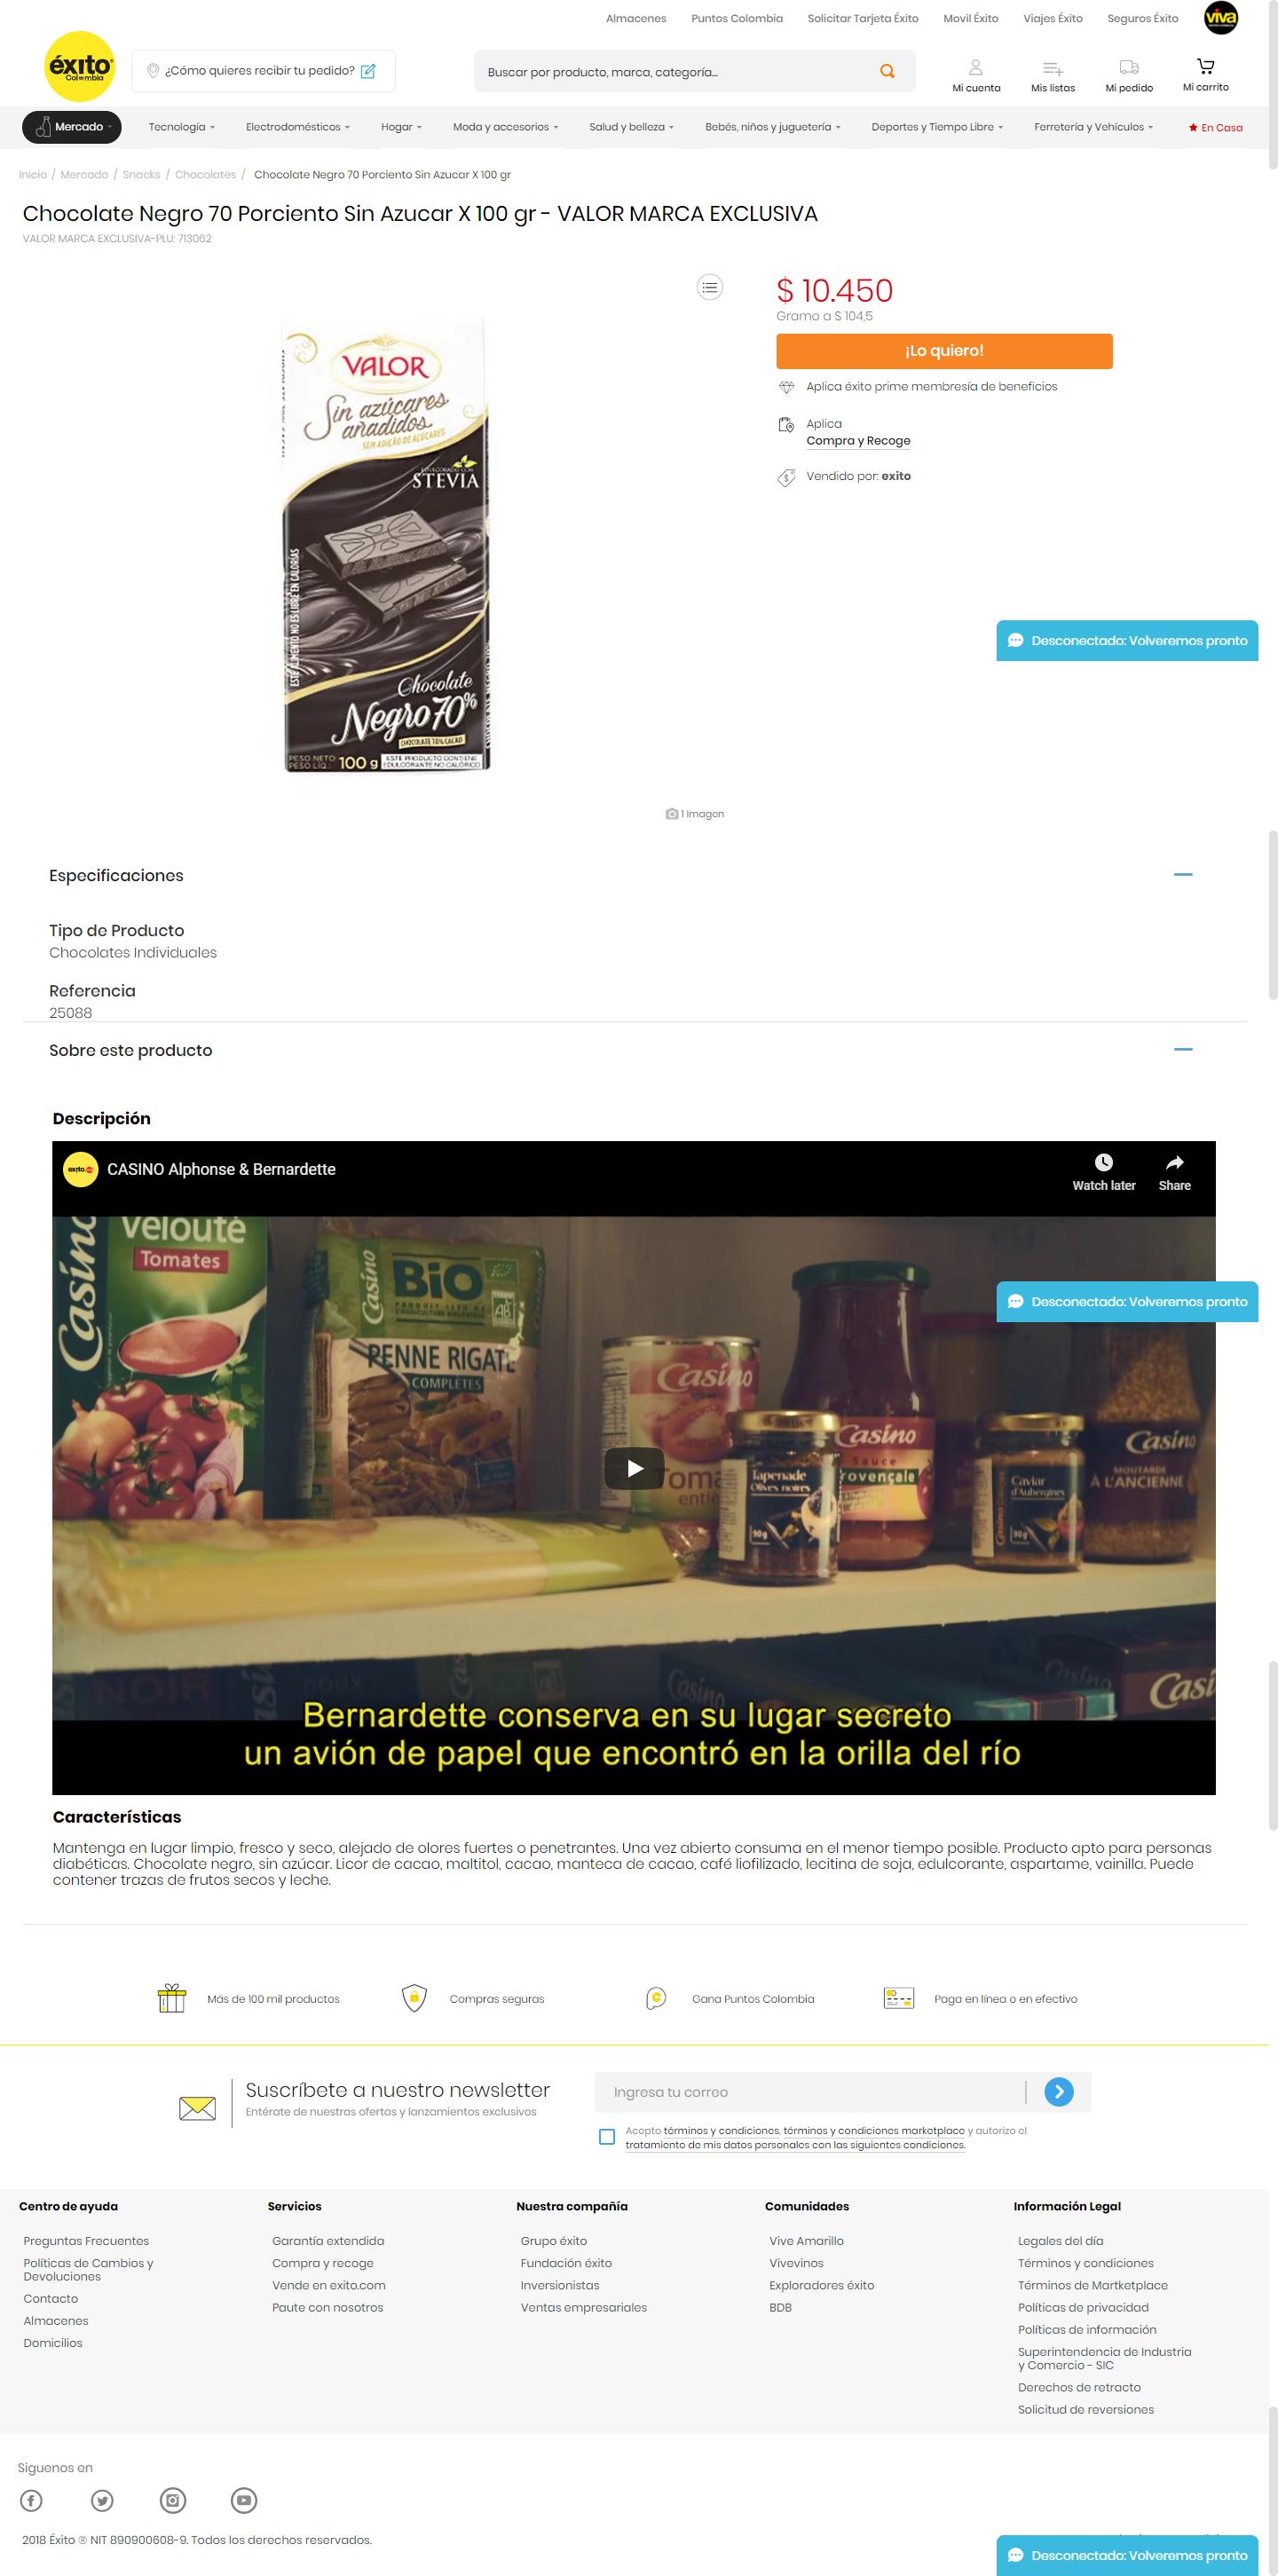 Almacenes Puntos Colombia Solicitar Tarjeta Éxito Movil Éxito Viajes Éxito Seguros Éxito viva
éxito
Colombia
¿Cómo quieres recibir tu pedido?
Buscar por producto, marca, categoría...
Mi cuenta Mis listas Mi pedido Mi carrito
Mercado Tecnología Electrodomésticos Hogar Moda y accesorios Salud y belleza Bebés, niños y juguetería Deportes y Tiempo Libre Ferretería y Vehículos En Casa
Inicio / Mercado / Snacks / Chocolates / Chocolate Negro 70 Porciento Sin Azucar X 100 gr
Chocolate Negro 70 Porciento Sin Azucar X 100 gr - VALOR MARCA EXCLUSIVA
VALOR MARCA EXCLUSIVA-PLU: 713062
VALOR
Sin azúcares
añadidos
SEM ADIÇÃO DE AÇÚCARES
STEVIA
ESTE ALIMENTO NO ES LIBRE EN CALORÍAS
Chocolate
Negro 70%
CHOCOLATE 70% CACAO
PESO NETO:
PESO LÍQ.:
100 g
ESTE PRODUCTO CONTIENE
EDULCORANTE NO CALÓRICO
1 Imagen
$ 10.450
Gramo a $ 104,5
¡Lo quiero!
Aplica éxito prime membresía de beneficios
Aplica
Compra y Recoge
Vendido por: exito
Desconectado: Volveremos pronto
Especificaciones
Tipo de Producto
Chocolates Individuales
Referencia
25088
Sobre este producto
Descripción
éxito.com
CASINO Alphonse & Bernardette
Watch later Share
Casino
Velouté
Tomates
Casino
BIO
AB
PENNE RIGATE
COMPLÈTES
Casino
Tapenade
Olives noires
90g
Casino
Sauce
Provençale
Caviar
d'Aubergines
90g
Casino
MOUTARDE
À L'ANCIENNE
Desconectado: Volveremos pronto
NOIR
DOUX
Casino
Casino
Bernardette conserva en su lugar secreto
un avión de papel que encontró en la orilla del río
Características
Mantenga en lugar limpio, fresco y seco, alejado de olores fuertes o penetrantes. Una vez abierto consuma en el menor tiempo posible. Producto apto para personas
diabéticas. Chocolate negro, sin azúcar. Licor de cacao, maltitol, cacao, manteca de cacao, café liofilizado, lecitina de soja, edulcorante, aspartame, vainilla. Puede
contener trazas de frutos secos y leche.
Más de 100 mil productos Compras seguras Gana Puntos Colombia Paga en línea o en efectivo
Suscríbete a nuestro newsletter
Entérate de nuestras ofertas y lanzamientos exclusivos
Ingresa tu correo
Acepto términos y condiciones, términos y condiciones marketplace y autorizo el
tratamiento de mis datos personales con las siguientes condiciones.
Centro de ayuda
Preguntas Frecuentes
Políticas de Cambios y
Devoluciones
Contacto
Almacenes
Domicilios
Servicios
Garantía extendida
Compra y recoge
Vende en exito.com
Paute con nosotros
Nuestra compañía
Grupo éxito
Fundación éxito
Inversionistas
Ventas empresariales
Comunidades
Vive Amarillo
Vivevinos
Exploradores éxito
BDB
Información Legal
Legales del día
Términos y condiciones
Términos de Martketplace
Políticas de privacidad
Políticas de información
Superintendencia de Industria
y Comercio - SIC
Derechos de retracto
Solicitud de reversiones
Siguenos en
2018 Éxito ® NIT 890900608-9. Todos los derechos reservados.
Desconectado: Volveremos pronto